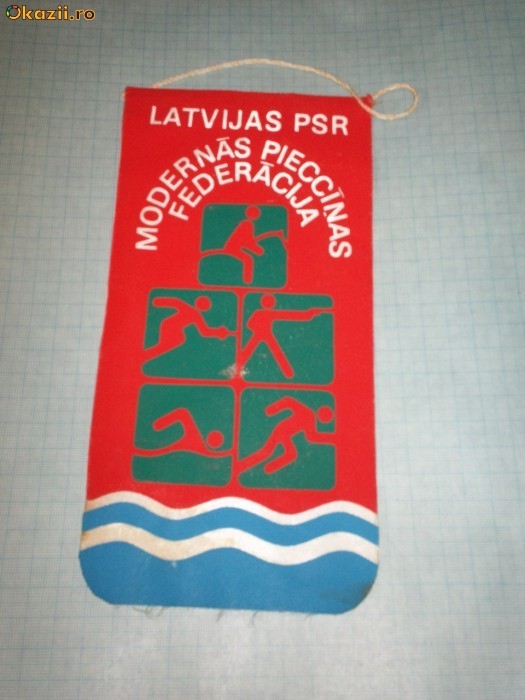 Okazii.ro
LATVIJAS PSR
MODERNĀS PIECCĪŅAS
FEDERĀCIJA